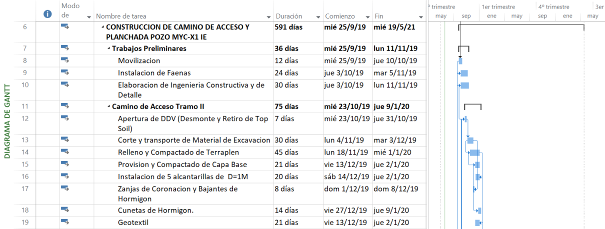 Modo
de
Nombre de tarea Duración Comienzo Fin
trimestre 1er trimestre 4º trimestre 3er trimestre
may sep ene may sep ene may
6 CONSTRUCCION DE CAMINO DE ACCESO Y 591 días mié 25/9/19 mié 19/5/21
PLANCHADA POZO MYC-X1 IE
7 Trabajos Preliminares 36 días mié 25/9/19 lun 11/11/19
8 Movilizacion 12 días mié 25/9/19 jue 10/10/19
9 Instalacion de Faenas 24 días jue 3/10/19 mar 5/11/19
10 Elaboracion de Ingenieria Constructiva y de 30 días jue 3/10/19 lun 11/11/19
Detalle
11 Camino de Acceso Tramo II 75 días mié 23/10/19 jue 9/1/20
12 Apertura de DDV (Desmonte y Retiro de Top 7 días mié 23/10/19 jue 31/10/19
Soil)
13 Corte y transporte de Material de Excavacion 30 días lun 4/11/19 mar 3/12/19
14 Relleno y Compactado de Terraplen 45 días lun 18/11/19 mié 1/1/20
15 Provision y Compactado de Capa Base 21 días vie 13/12/19 jue 2/1/20
16 Instalacion de 5 alcantarillas de D=1M 20 días sáb 14/12/19 jue 2/1/20
17 Zanjas de Coronacion y Bajantes de 8 días dom 1/12/19 dom 8/12/19
Hormigon
18 Cunetas de Hormigon. 14 días vie 27/12/19 jue 9/1/20
19 Geotextil 21 días vie 13/12/19 jue 2/1/20
DIAGRAMA DE GANTT